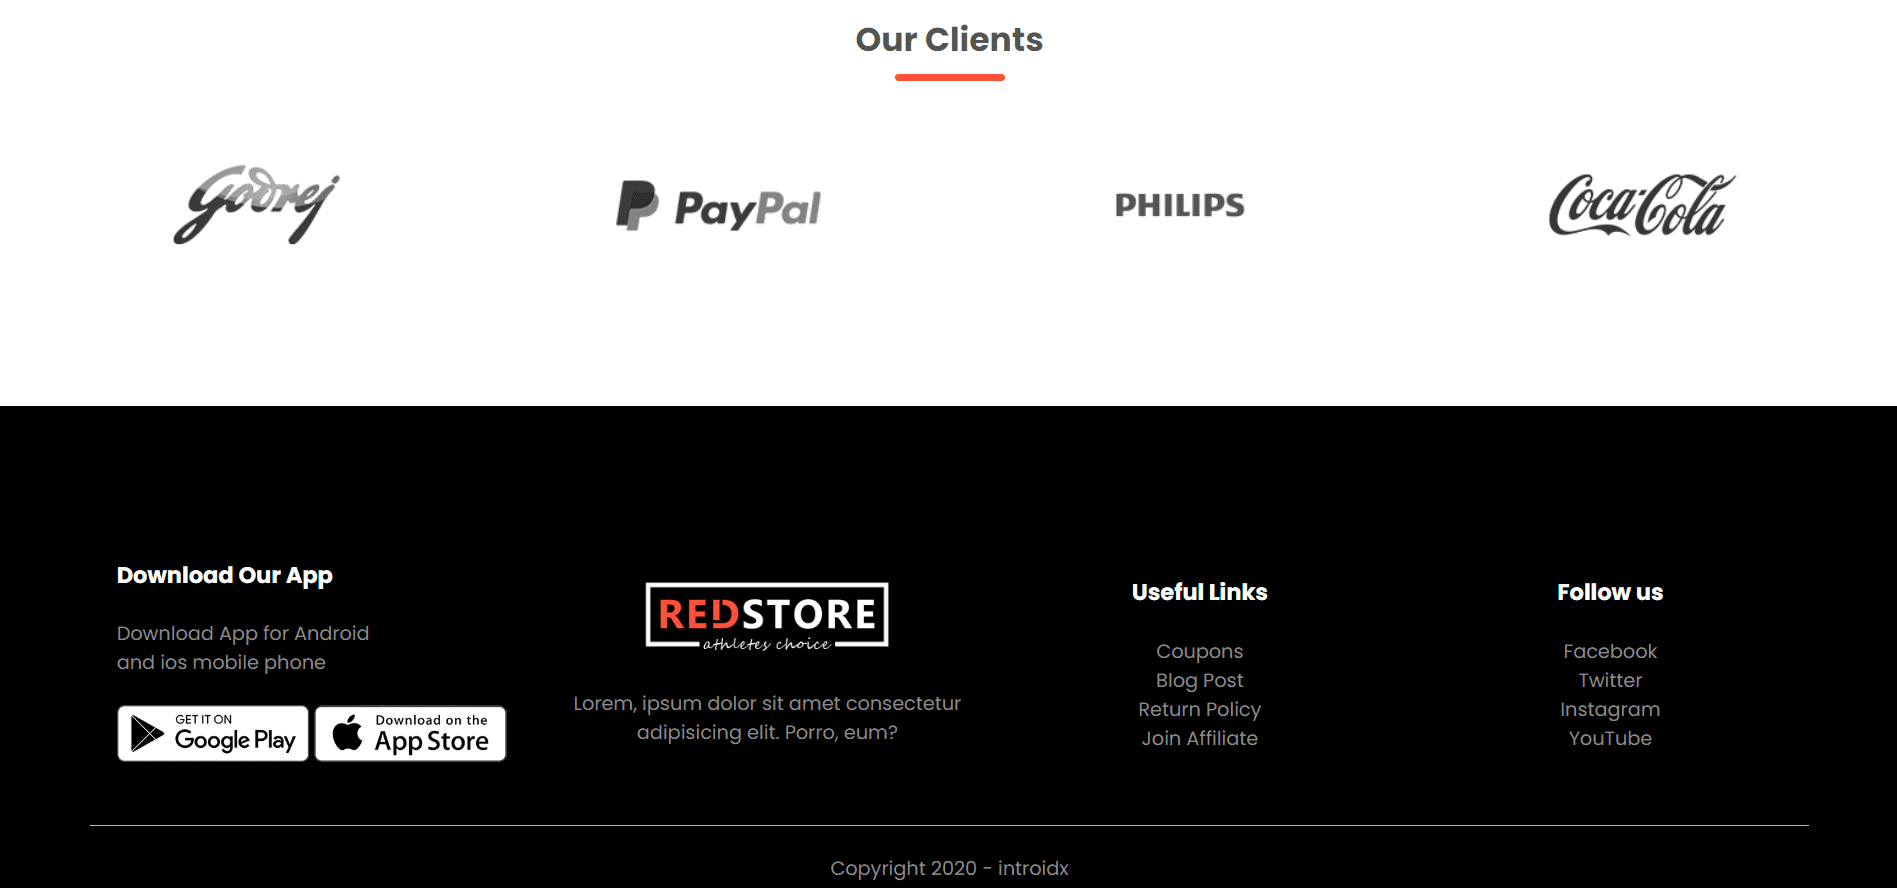 Our Clients
Godrej
PayPal
PHILIPS
Coca-Cola
Download Our App
Download App for Android
and ios mobile phone
GET IT ON
Google Play
Download on the
App Store
REDSTORE
athletes choice
Lorem, ipsum dolor sit amet consectetur
adipisicing elit. Porro, eum?
Useful Links
Coupons
Blog Post
Return Policy
Join Affiliate
Follow us
Facebook
Twitter
Instagram
YouTube
Copyright 2020 - introidx